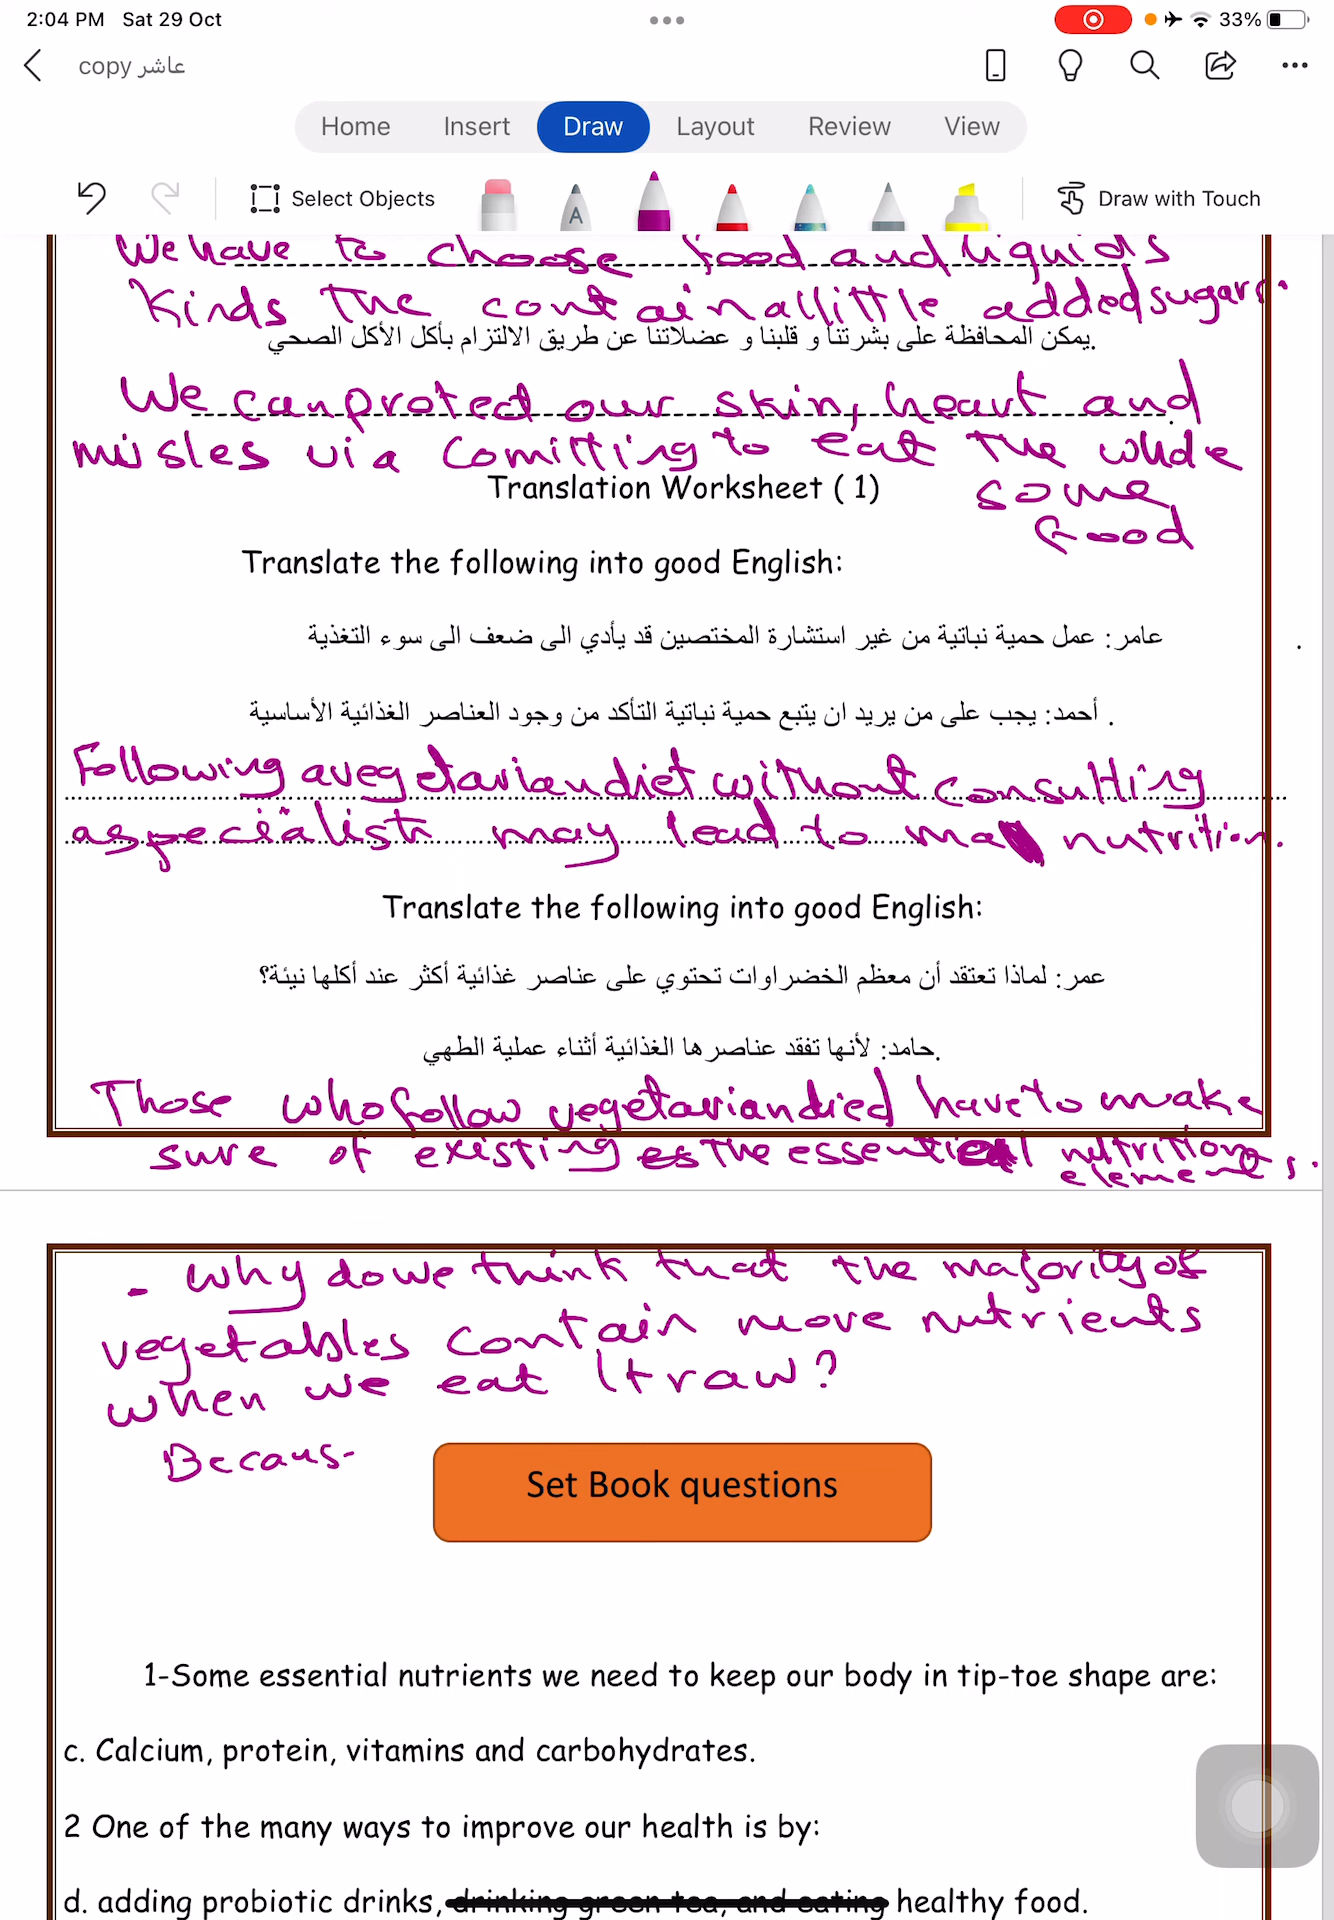 2:04 PM Sat 29 Oct
33%
copy عاشر
Home Insert Draw Layout Review View
Select Objects A Draw with Touch
We have to choose food and liquids
Kinds The contain a little added sugars.
يمكن المحافظة على بشرتنا و قلبنا و عضلاتنا عن طريق الالتزام بأكل الأكل الصحي.
We can protect our skin, heart and
musles via comitting to eat the whole
some
Food
Translation Worksheet ( 1)
Translate the following into good English:
عامر: عمل حمية نباتية من غير استشارة المختصين قد يأدي الى ضعف الى سوء التغذية
.
أحمد: يجب على من يريد ان يتبع حمية نباتية التأكد من وجود العناصر الغذائية الأساسية .
Following a vegetarian diet without consulting
a specialist may lead to mal nutrition.
Translate the following into good English:
عمر: لماذا تعتقد أن معظم الخضراوات تحتوي على عناصر غذائية أكثر عند أكلها نيئة؟
حامد: لأنها تفقد عناصرها الغذائية أثناء عملية الطهي.
Those who follow vegetarian died have to make
sure of existing the essential nutrition
elements.
- Why do we think that the majority of
vegetables contain more nutrients
when we eat It raw?
Becaus
Set Book questions
1-Some essential nutrients we need to keep our body in tip-toe shape are:
c. Calcium, protein, vitamins and carbohydrates.
2 One of the many ways to improve our health is by:
d. adding probiotic drinks, drinking green tea, and eating healthy food.